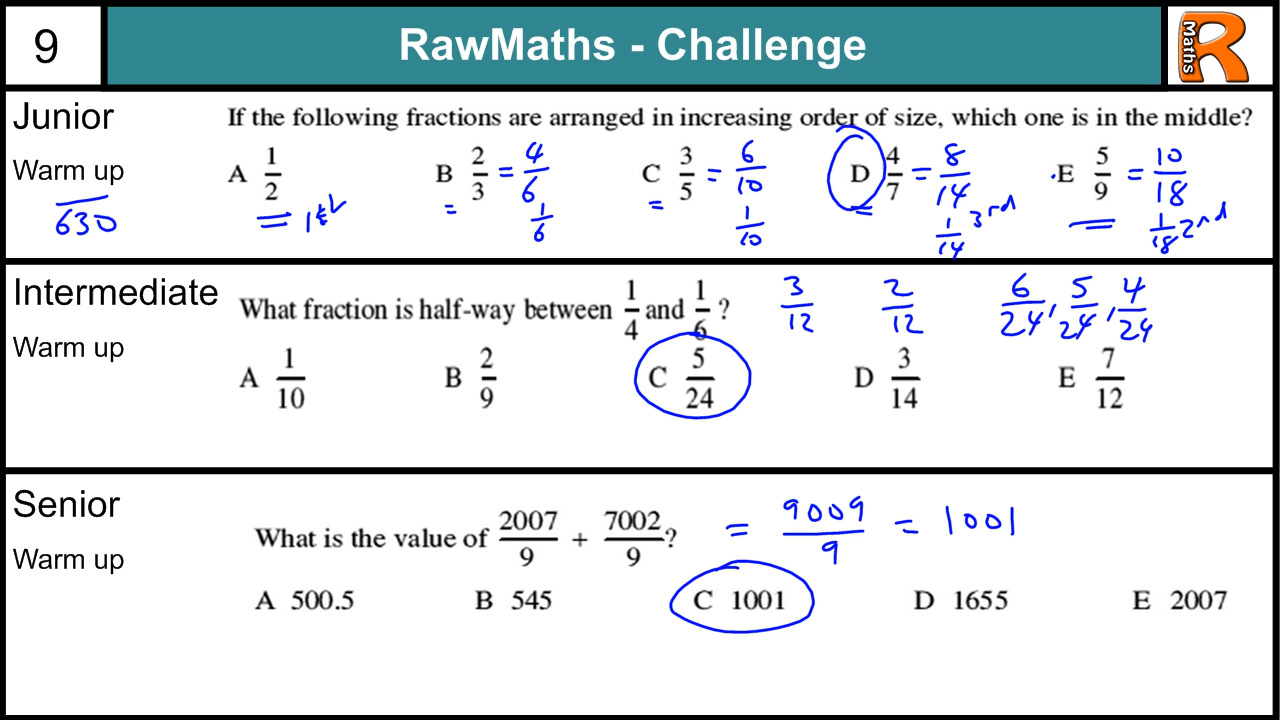 9 RawMaths - Challenge Maths R
Junior If the following fractions are arranged in increasing order of size, which one is in the middle?
Warm up A 1/2 B 2/3 = 4/6 C 3/5 = 6/10 D 4/7 = 8/14 E 5/9 = 10/18
630 = 1st = 1/6 = 1/10 = 1/14 3rd = 1/18 2nd
Intermediate What fraction is half-way between 1/4 and 1/6 ? 3/12 2/12 6/24, 5/24, 4/24
Warm up
A 1/10 B 2/9 C 5/24 D 3/14 E 7/12
Senior
What is the value of 2007/9 + 7002/9 ? = 9009/9 = 1001
Warm up
A 500.5 B 545 C 1001 D 1655 E 2007